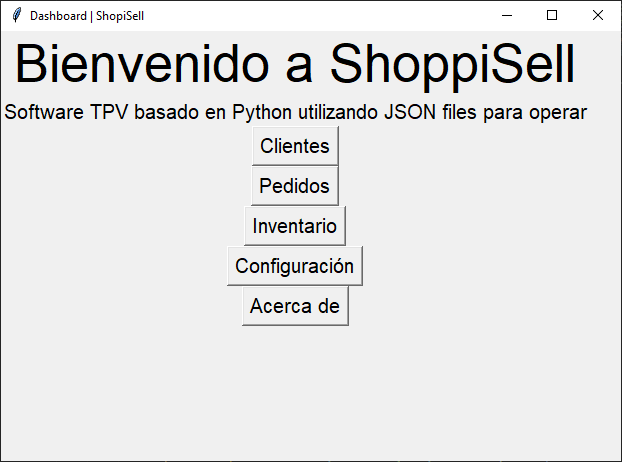 Dashboard | ShopiSell
Bienvenido a ShoppiSell
Software TPV basado en Python utilizando JSON files para operar
Clientes
Pedidos
Inventario
Configuración
Acerca de